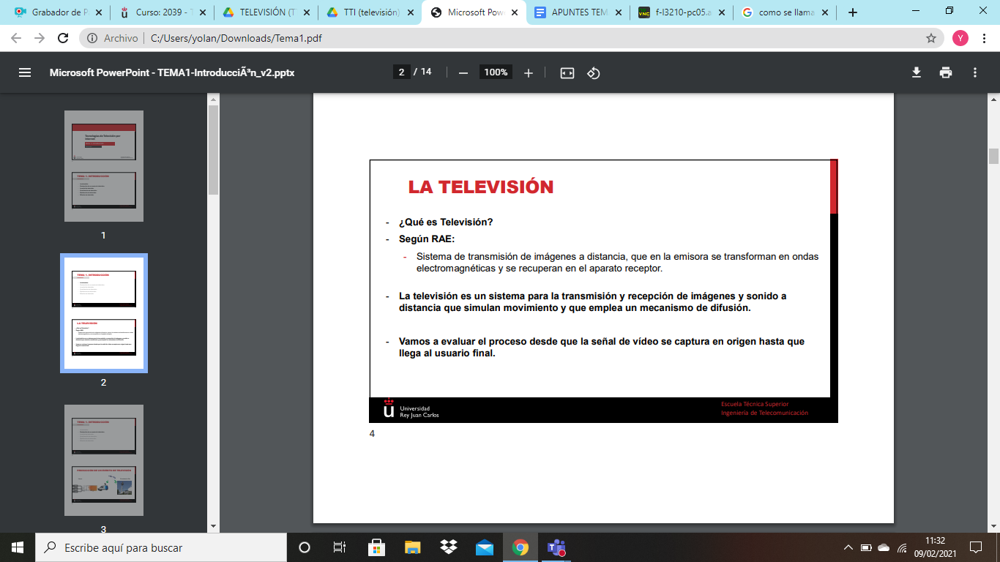 Grabador de P
Curso: 2039 - T
TELEVISIÓN (T
TTI (televisión)
Microsoft Pow
APUNTES TEM
f-l3210-pc05.a
como se llama
Archivo
C:/Users/yolan/Downloads/Tema1.pdf
Y
Microsoft PowerPoint - TEMA1-IntroducciÃ³n_v2.pptx
2 / 14
100%
1
2
3
TEMA 1. INTRODUCCIÓN
LA TELEVISIÓN
- ¿Qué es Televisión?
- Según RAE:
- Sistema de transmisión de imágenes a distancia, que en la emisora se transforman en ondas
electromagnéticas y se recuperan en el aparato receptor.
- La televisión es un sistema para la transmisión y recepción de imágenes y sonido a
distancia que simulan movimiento y que emplea un mecanismo de difusión.
- Vamos a evaluar el proceso desde que la señal de vídeo se captura en origen hasta que
llega al usuario final.
Universidad
Rey Juan Carlos
Escuela Técnica Superior
Ingeniería de Telecomunicación
4
Escribe aquí para buscar
11:32
09/02/2021